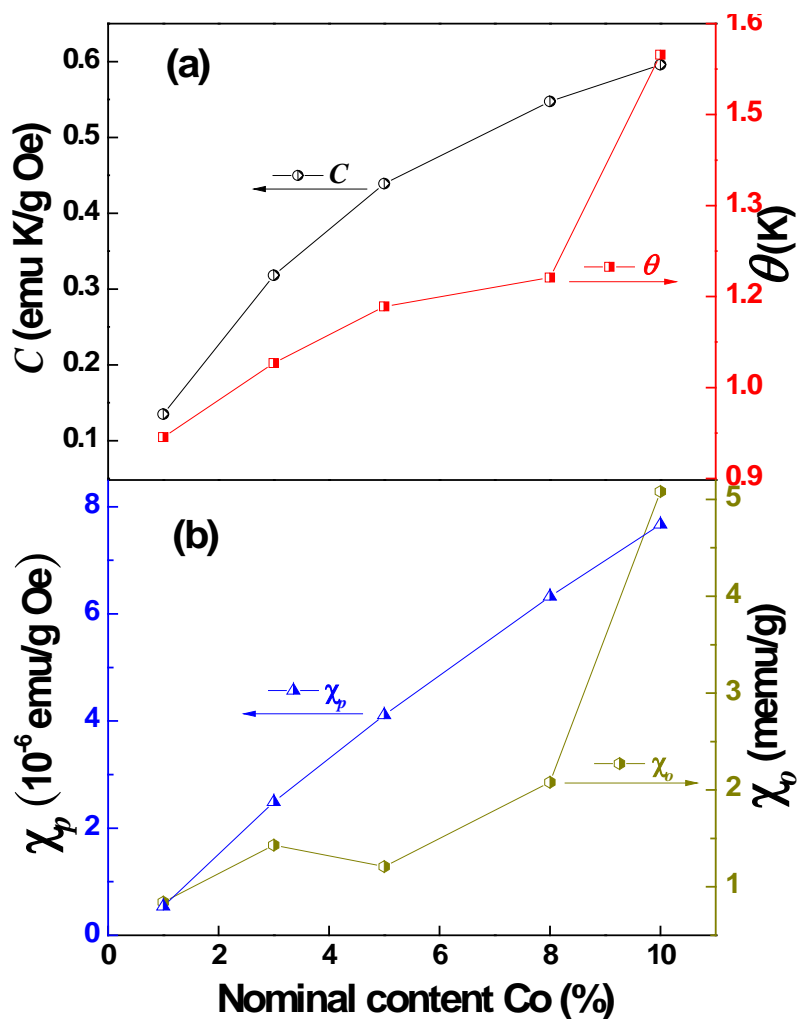 (a)
C (emu K/g Oe)
0.6
0.5
0.4
0.3
0.2
0.1
C
θ
1.6
1.5
1.3
1.2
1.0
0.9
θ(K)
(b)
χp (10-6 emu/g Oe)
8
6
4
2
0
χp
χo
5
4
3
2
1
χo (memu/g)
0 2 4 6 8 10
Nominal content Co (%)